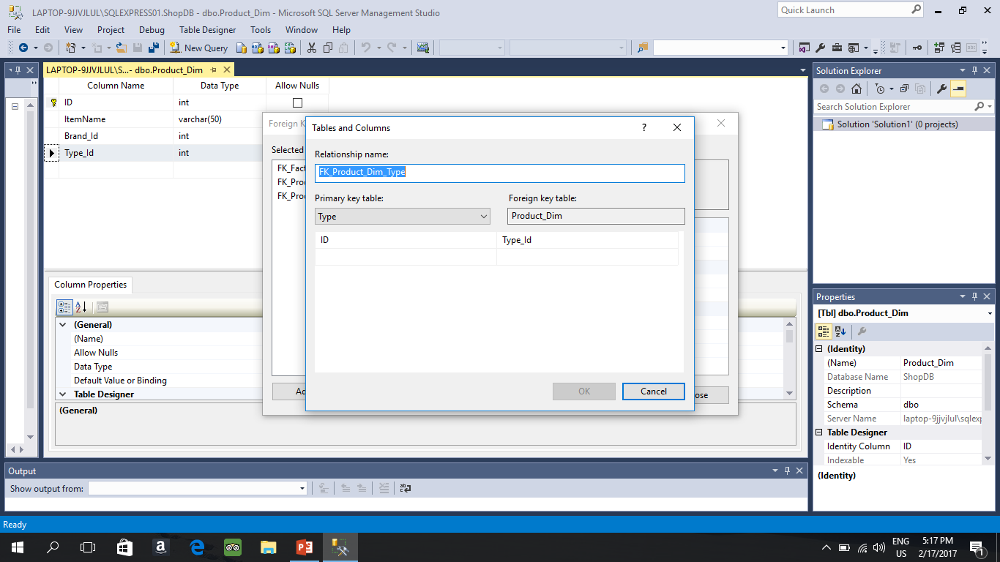 LAPTOP-9JJVJLUL\SQLEXPRESS01.ShopDB - dbo.Product_Dim - Microsoft SQL Server Management Studio
Quick Launch
File Edit View Project Debug Table Designer Tools Window Help
New Query
LAPTOP-9JJVJLUL\S...- dbo.Product_Dim
Column Name Data Type Allow Nulls
ID int
ItemName varchar(50)
Brand_Id int
Type_Id int
Foreign K
Selected
FK_Fact
FK_Pro
FK_Pro
Ad
ose
Tables and Columns
?
Relationship name:
FK_Product_Dim_Type
Primary key table: Foreign key table:
Type Product_Dim
ID Type_Id
OK Cancel
Column Properties
(General)
(Name)
Allow Nulls
Data Type
Default Value or Binding
Table Designer
(General)
Solution Explorer
Search Solution Explorer
Solution 'Solution1' (0 projects)
Properties
[Tbl] dbo.Product_Dim
(Identity)
(Name) Product_Dim
Database Name ShopDB
Description
Schema dbo
Server Name laptop-9jjvjlul\sqlexpr
Table Designer
Identity Column ID
Indexable Yes
(Identity)
Output
Show output from:
Ready
ENG
US
5:17 PM
2/17/2017
1